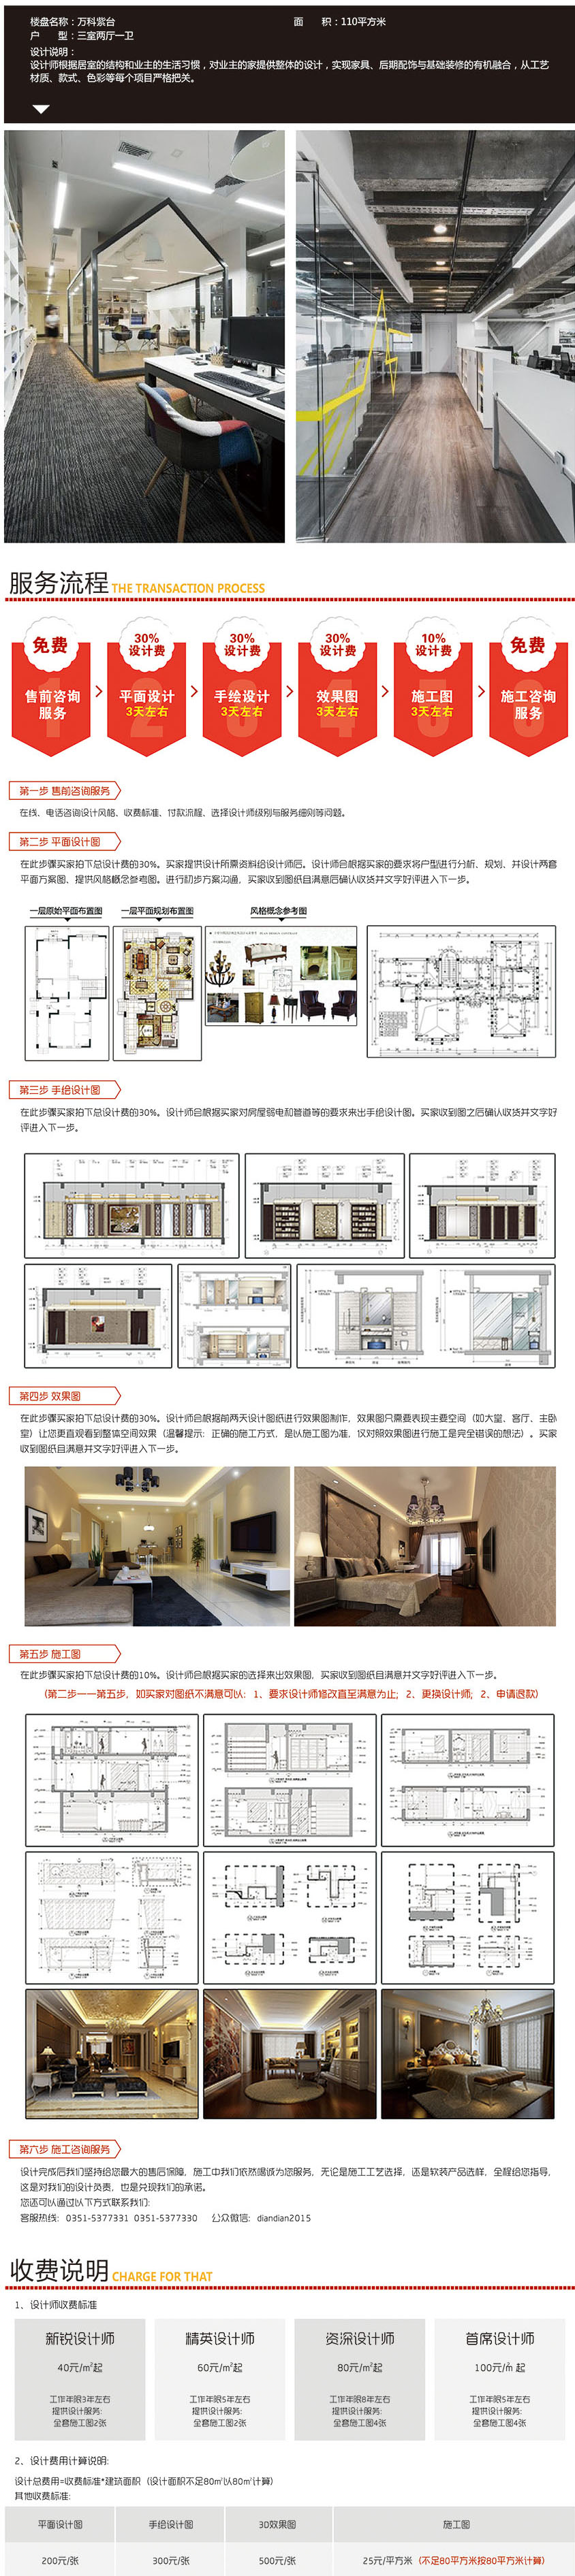 楼盘名称：万科紫台
面 积：110平方米
户 型：三室两厅一卫
设计说明：
设计师根据居室的结构和业主的生活习惯，对业主的家提供整体的设计，实现家具、后期配饰与基础装修的有机融合，从工艺
材质、款式、色彩等每个项目严格把关。
服务流程 THE TRANSACTION PROCESS
免费
30%
设计费
30%
设计费
30%
设计费
10%
设计费
免费
售前咨询
服务
平面设计
3天左右
手绘设计
3天左右
效果图
3天左右
施工图
3天左右
施工咨询
服务
第一步 售前咨询服务
在线、电话咨询设计风格、收费标准、付款流程、选择设计师级别与服务细则等问题。
第二步 平面设计图
在此步骤买家拍下总设计费的30%。买家提供设计所需资料给设计师后。设计师会根据买家的要求将户型进行分析、规划、并设计两套
平面方案图、提供风格概念参考图。进行初步方案沟通，买家收到图纸且满意后确认收货并文字好评进入下一步。
一层原始平面布置图
一层平面规划布置图
风格概念参考图
第三步 手绘设计图
在此步骤买家拍下总设计费的30%。设计师会根据买家对房屋弱电和管道等的要求来出手绘设计图。买家收到图之后确认收货并文字好
评进入下一步。
第四步 效果图
在此步骤买家拍下总设计费的30%。设计师会根据前两天设计图纸进行效果图制作，效果图只需要表现主要空间（如大堂、客厅、主卧
室）让您更直观看到整体空间效果（温馨提示：正确的施工方式，是以施工图为准，仅对照效果图进行施工是完全错误的想法）。买家
收到图纸且满意并文字好评进入下一步。
第五步 施工图
在此步骤买家拍下总设计费的10%。设计师会根据买家的选择来出效果图，买家收到图纸且满意并文字好评进入下一步。
（第二步——第五步，如买家对图纸不满意可以：1、要求设计师修改直至满意为止；2、更换设计师；2、申请退款）
第六步 施工咨询服务
设计完成后我们坚持给您最大的售后保障，施工中我们依然竭诚为您服务，无论是施工工艺选择，还是软装产品选样，全程给您指导，
这是对我们的设计负责，也是兑现我们的承诺。
您还可以通过以下方式联系我们：
客服热线：0351-5377331 0351-5377330 公众微信：diandian2015
收费说明 CHARGE FOR THAT
1、设计师收费标准
新锐设计师
40元/㎡起
工作年限3年左右
提供设计服务：
全套施工图2张
精英设计师
60元/㎡起
工作年限5年左右
提供设计服务：
全套施工图2张
资深设计师
80元/㎡起
工作年限8年左右
提供设计服务：
全套施工图4张
首席设计师
100元/㎡ 起
工作年限5年左右
提供设计服务：
全套施工图4张
2、设计费用计算说明：
设计总费用=收费标准*建筑面积（设计面积不足80㎡以80㎡计算）
其他收费标准：
平面设计图 手绘设计图 3D效果图 施工图
200元/张 300元/张 500元/张 25元/平方米（不足80平方米按80平方米计算）